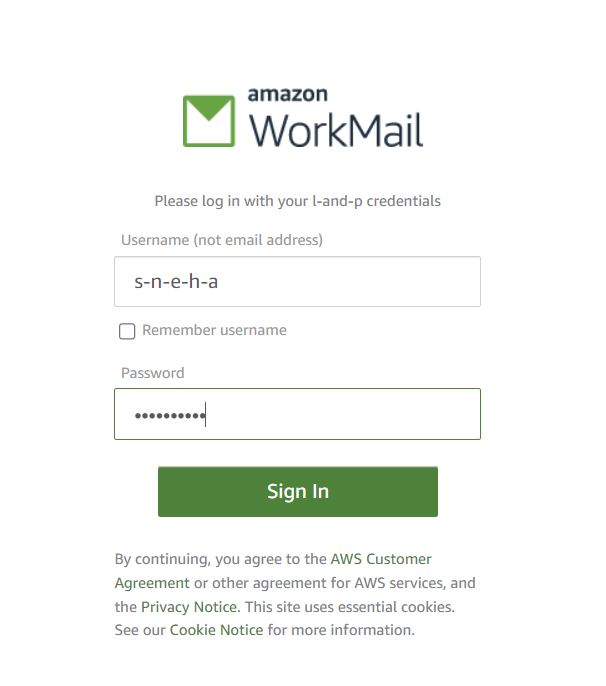 amazon
WorkMail
Please log in with your l-and-p credentials
Username (not email address)
s-n-e-h-a
Remember username
Password
••••••••••
Sign In
By continuing, you agree to the AWS Customer
Agreement or other agreement for AWS services, and
the Privacy Notice. This site uses essential cookies.
See our Cookie Notice for more information.